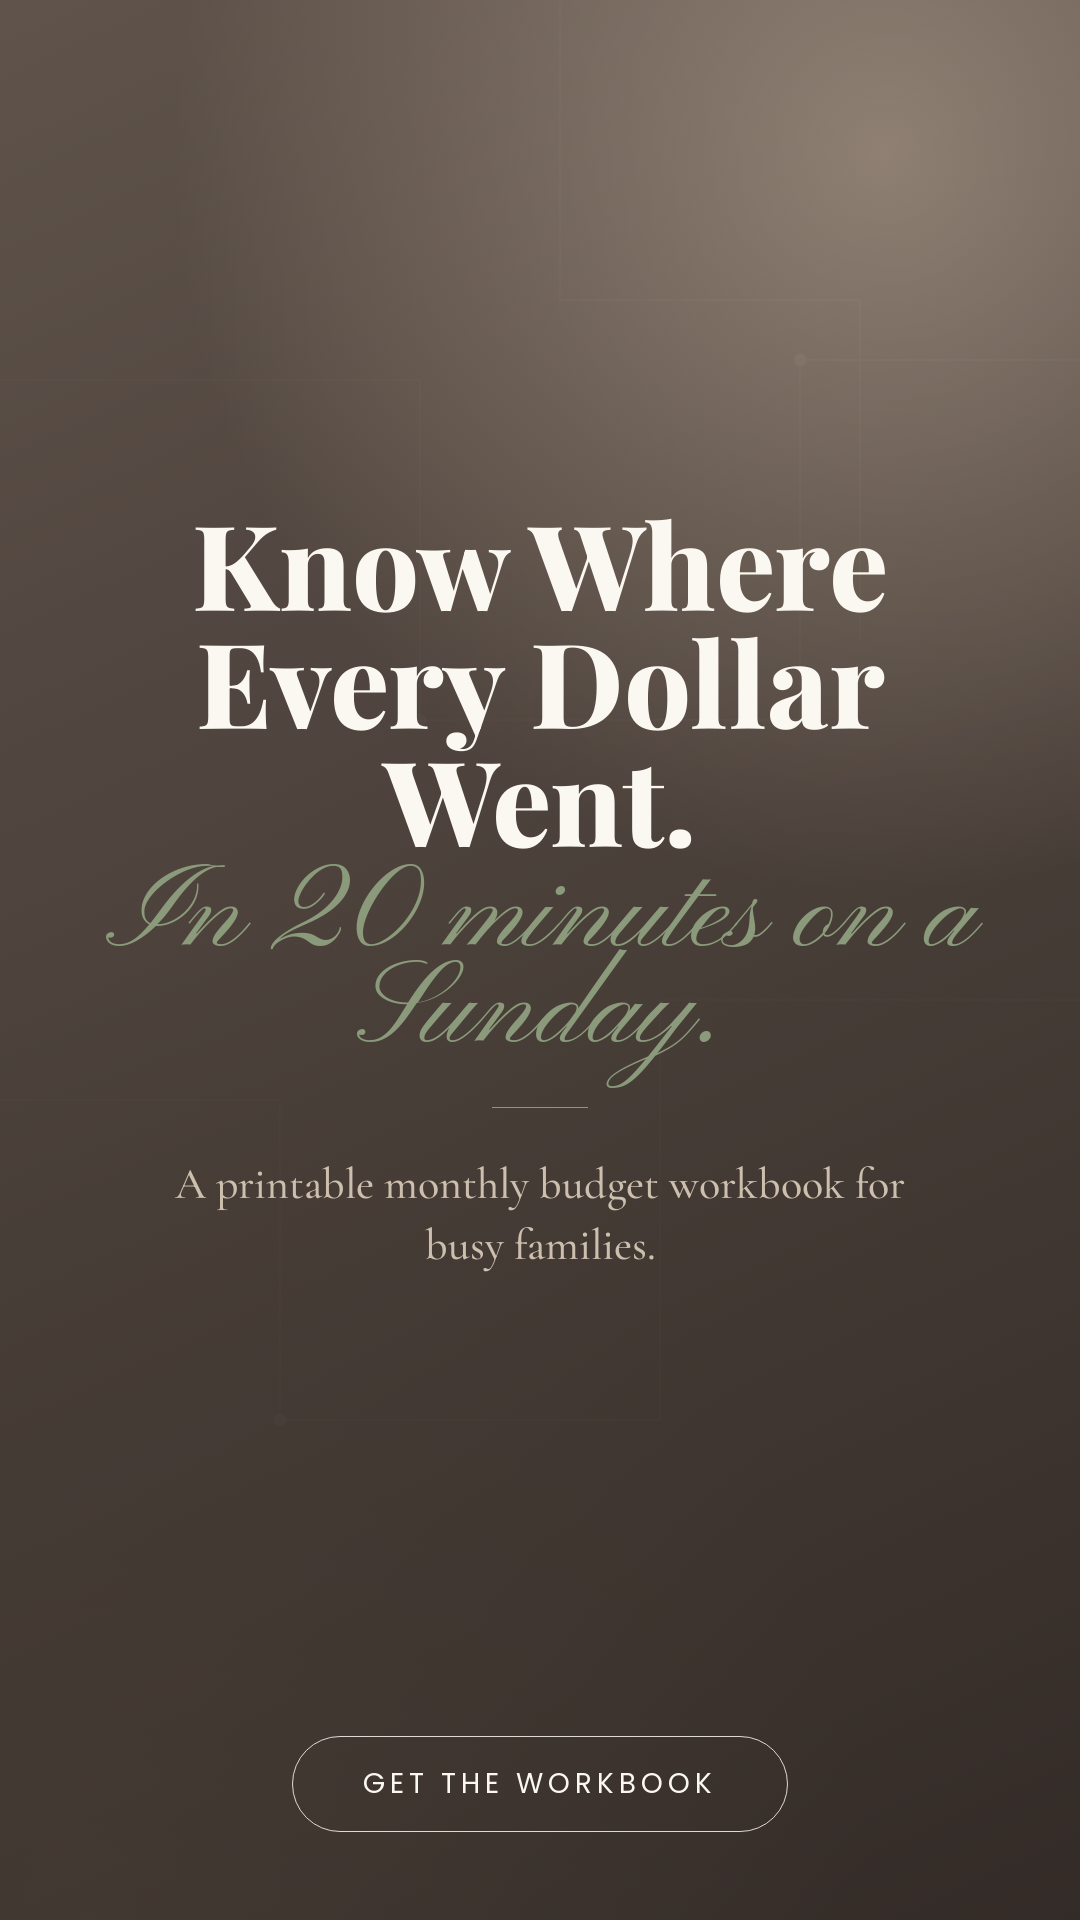 Know Where
Every Dollar
Went.
In 20 minutes on a
Sunday.
A printable monthly budget workbook for
busy families.
GET THE WORKBOOK